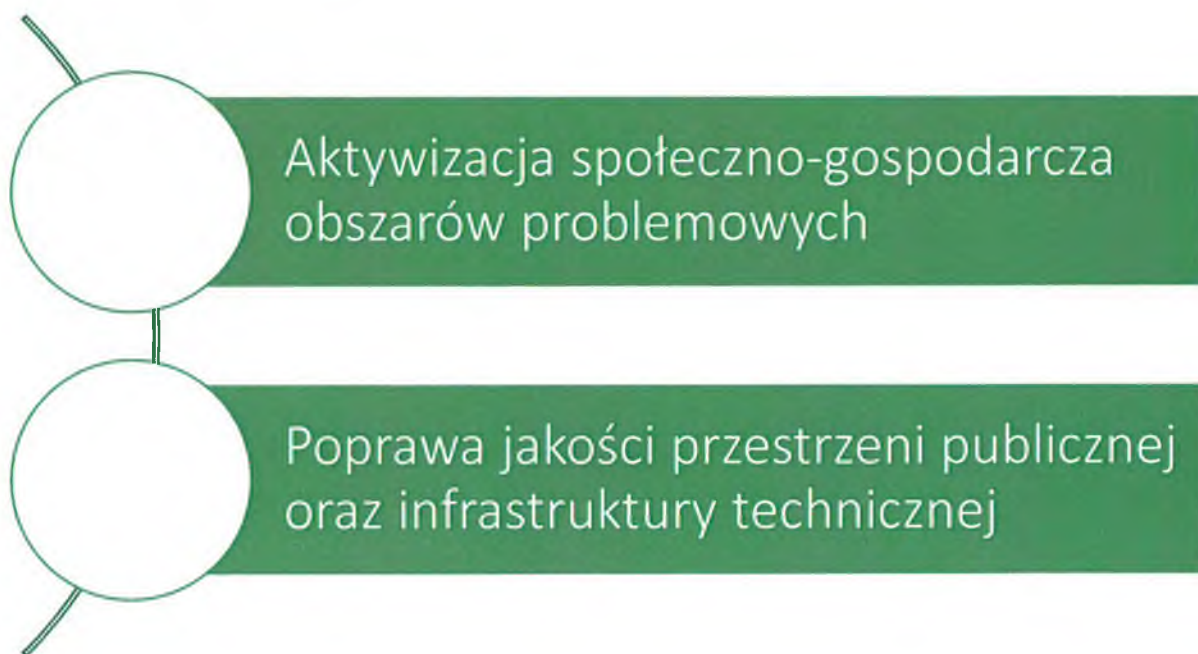 Aktywizacja społeczno-gospodarcza
obszarów problemowych
Poprawa jakości przestrzeni publicznej
oraz infrastruktury technicznej